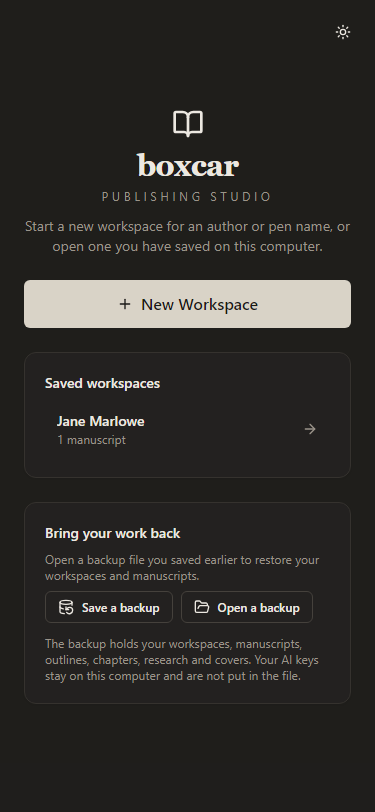 boxcar
PUBLISHING STUDIO
Start a new workspace for an author or pen name, or
open one you have saved on this computer.
New Workspace
Saved workspaces
Jane Marlowe
1 manuscript
Bring your work back
Open a backup file you saved earlier to restore your
workspaces and manuscripts.
Save a backup
Open a backup
The backup holds your workspaces, manuscripts,
outlines, chapters, research and covers. Your AI keys
stay on this computer and are not put in the file.